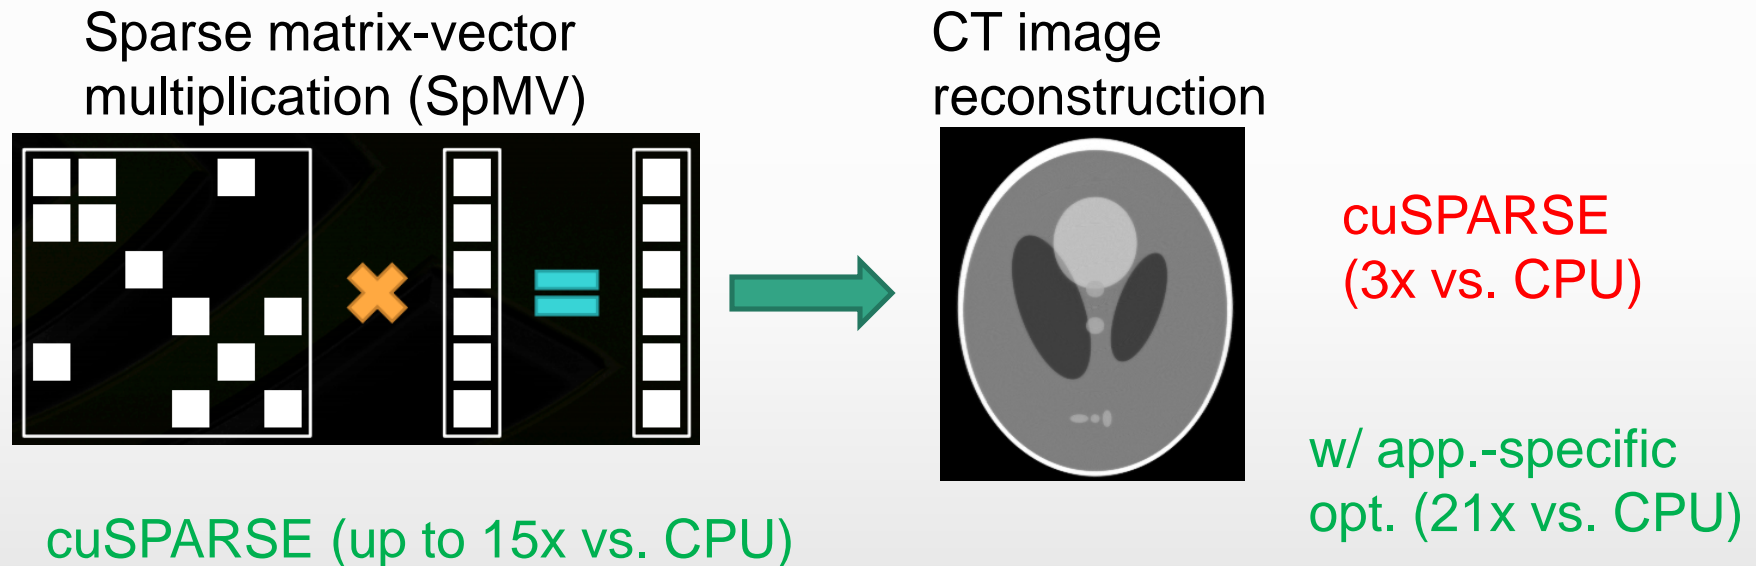 Sparse matrix-vector
multiplication (SpMV)
CT image
reconstruction
cuSPARSE
(3x vs. CPU)
w/ app.-specific
opt. (21x vs. CPU)
cuSPARSE (up to 15x vs. CPU)